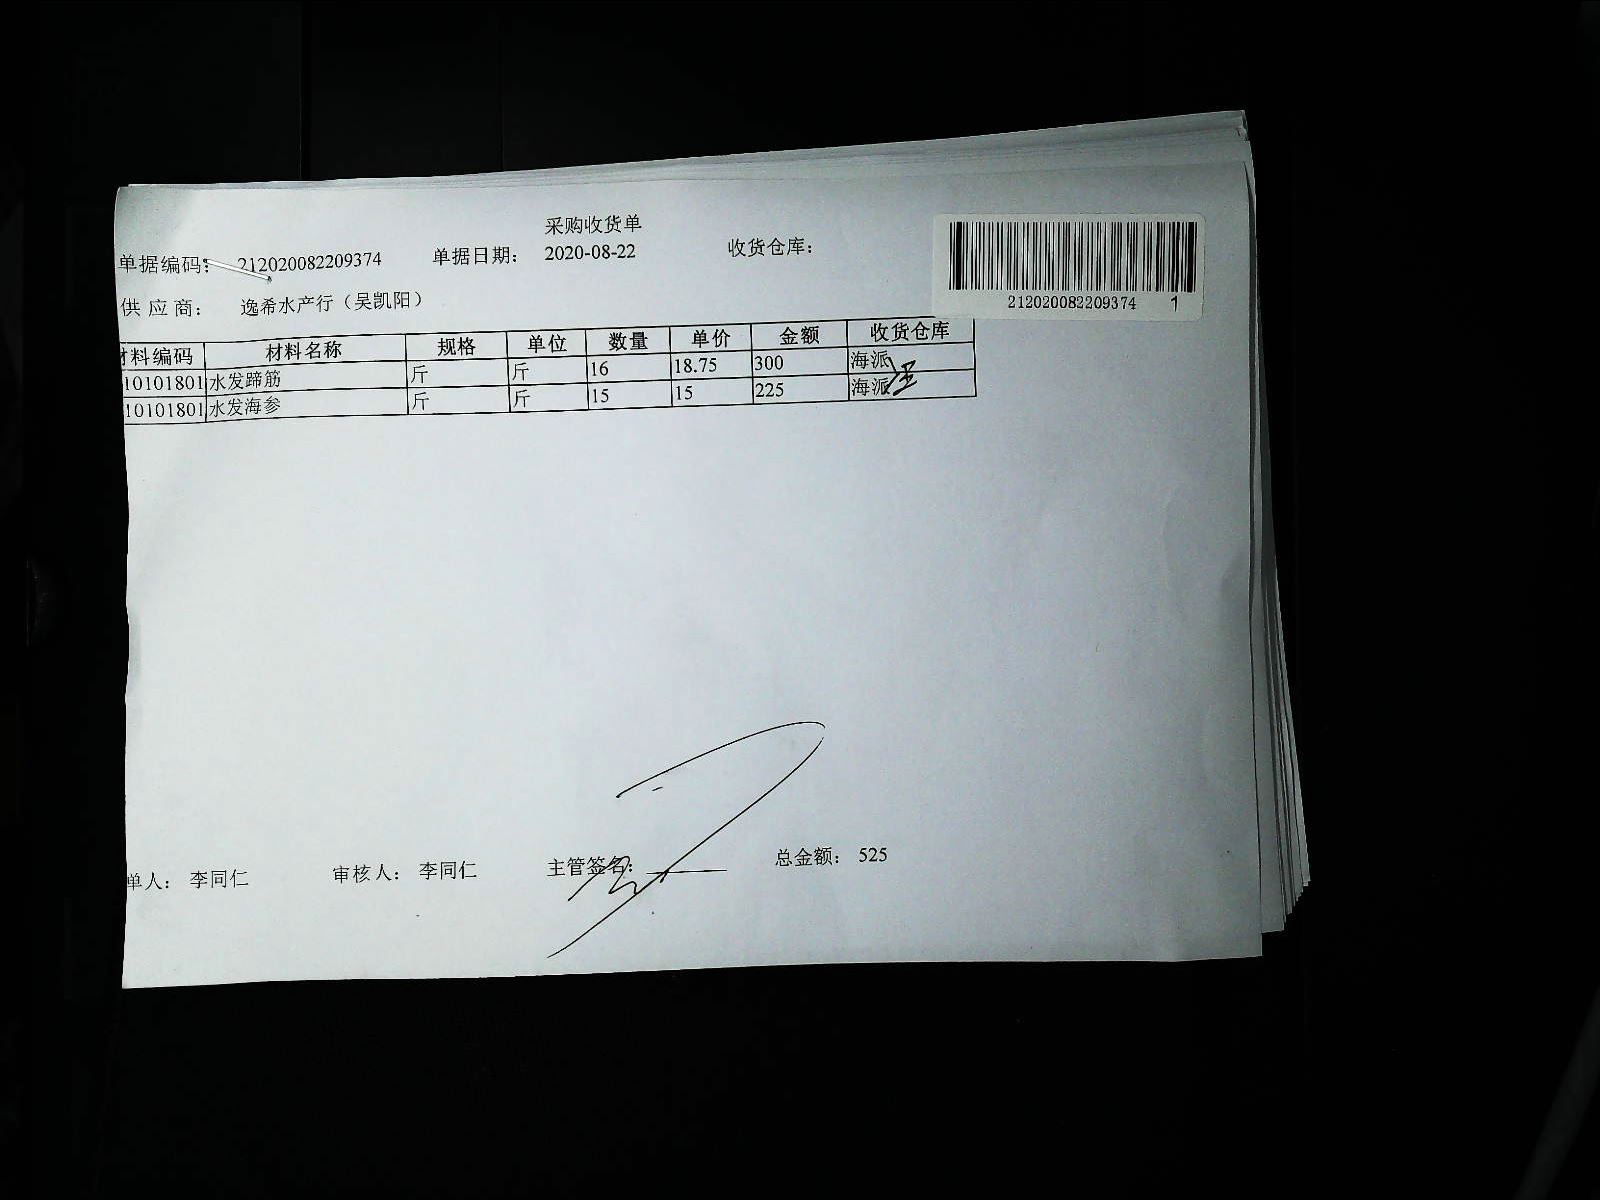 采购收货单
单据编码: 212020082209374 单据日期: 2020-08-22 收货仓库:
212020082209374 1
供应商: 逸希水产行（吴凯阳）
材料编码 材料名称 规格 单位 数量 单价 金额 收货仓库
10101801 水发蹄筋 斤 斤 16 18.75 300 海派
10101801 水发海参 斤 斤 15 15 225 海派
单人: 李同仁 审核人: 李同仁 主管签名: 总金额: 525